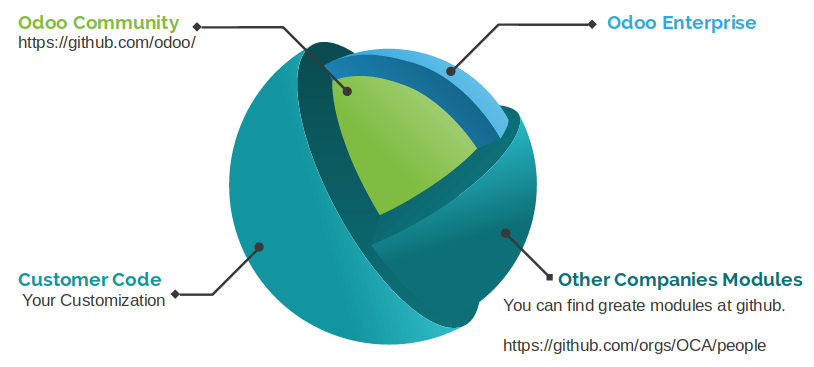 Odoo Community
https://github.com/odoo/
Odoo Enterprise
Customer Code
Your Customization
Other Companies Modules
You can find greate modules at github.
https://github.com/orgs/OCA/people